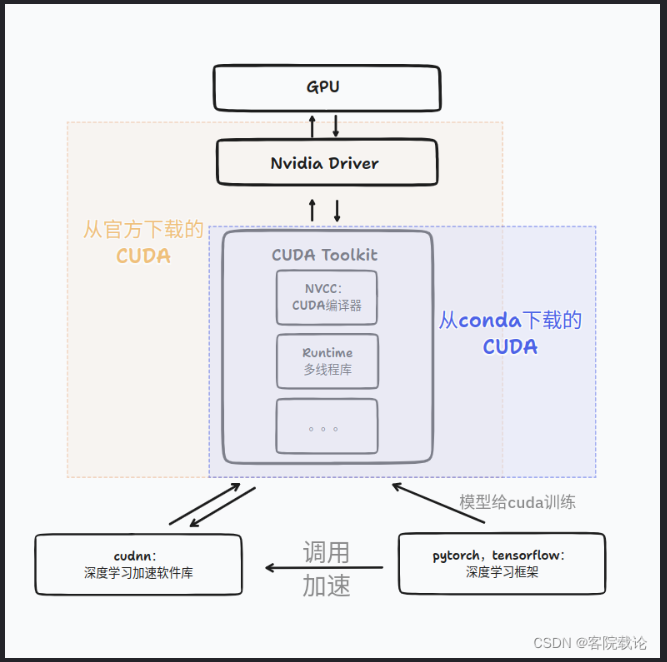 GPU
Nvidia Driver
从官方下载的
CUDA
CUDA Toolkit
NVCC:
CUDA编译器
从conda下载的
CUDA
Runtime
多线程库
。。。
模型给cuda训练
cudnn:
深度学习加速软件库
调用
加速
pytorch，tensorflow：
深度学习框架
CSDN @客院载论